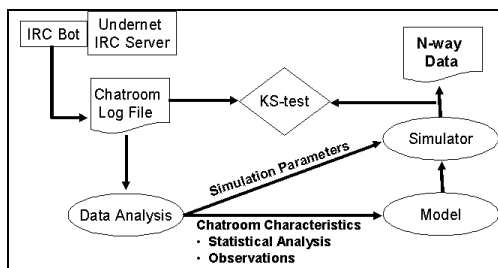 IRC Bot
Undernet
IRC Server
N-way
Data
Chatroom
Log File
KS-test
Simulator
Simulation Parameters
Data Analysis
Model
Chatroom Characteristics
· Statistical Analysis
· Observations